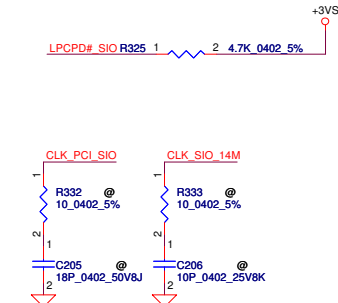 +3VS
LPCPD#_SIO R325 1 2 4.7K_0402_5%
CLK_PCI_SIO CLK_SIO_14M
1 1
R332 @ R333 @
10_0402_5% 10_0402_5%
2 2
1 1
C205 @ C206 @
18P_0402_50V8J 10P_0402_25V8K
2 2